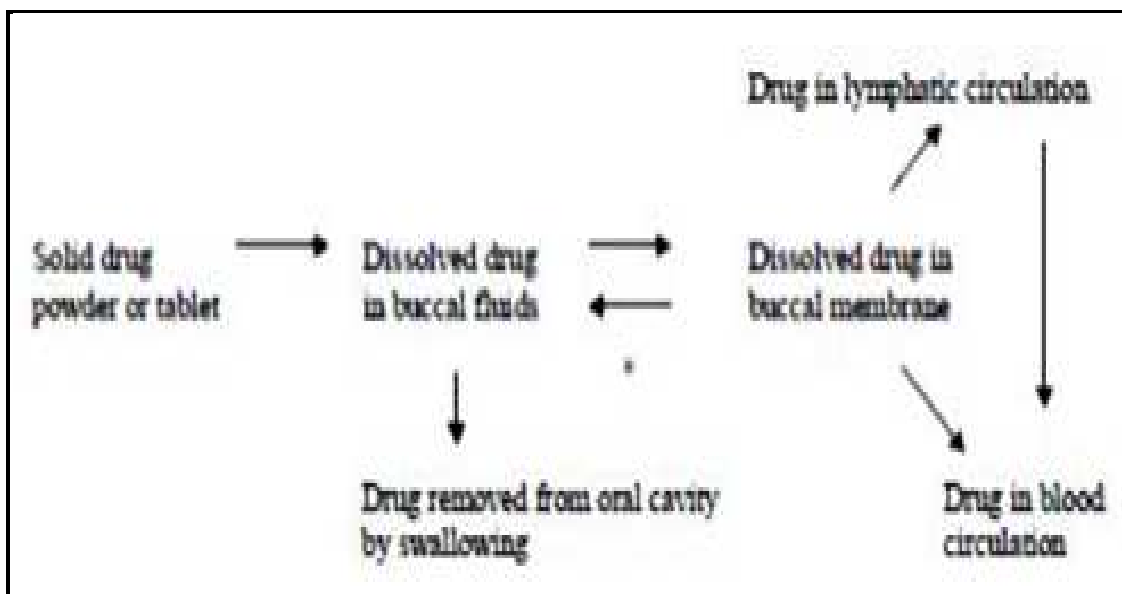 Drug in lymphatic circulation
Solid drug
powder or tablet
Dissolved drug
in buccal fluids
Dissolved drug in
buccal membrane
Drug removed from oral cavity
by swallowing
Drug in blood
circulation